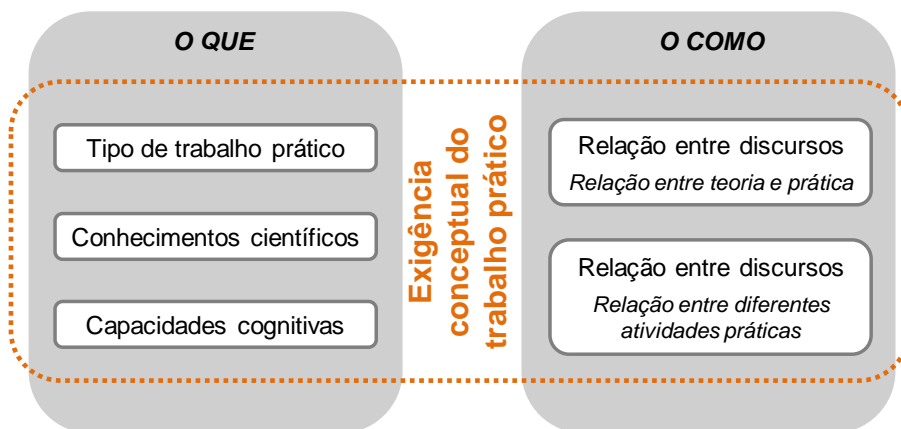 O QUE
Tipo de trabalho prático
Conhecimentos científicos
Capacidades cognitivas
Exigência
conceptual do
trabalho prático
O COMO
Relação entre discursos
Relação entre teoria e prática
Relação entre discursos
Relação entre diferentes
atividades práticas